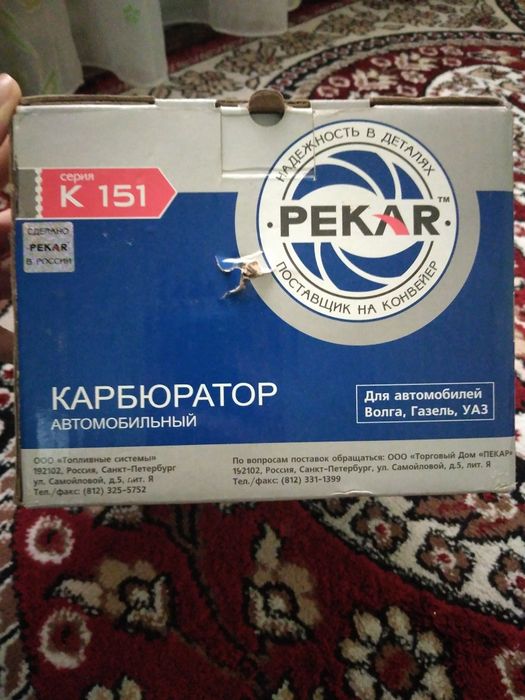 серия
К 151
СДЕЛАНО
PEKAR
В РОССИИ
НАДЕЖНОСТЬ В ДЕТАЛЯХ
PEKAR™
ПОСТАВЩИК НА КОНВЕЙЕР
КАРБЮРАТОР
АВТОМОБИЛЬНЫЙ
Для автомобилей
Волга, Газель, УАЗ
ООО «Топливные системы»
192102, Россия, Санкт-Петербург
ул. Самойловой, д.5, лит. Я
Тел./факс: (812) 325-5752
По вопросам поставок обращаться: ООО «Торговый Дом «ПЕКАР»
192102, Россия, Санкт-Петербург, ул. Самойловой, д.5, лит. Я
Тел./факс: (812) 331-1399